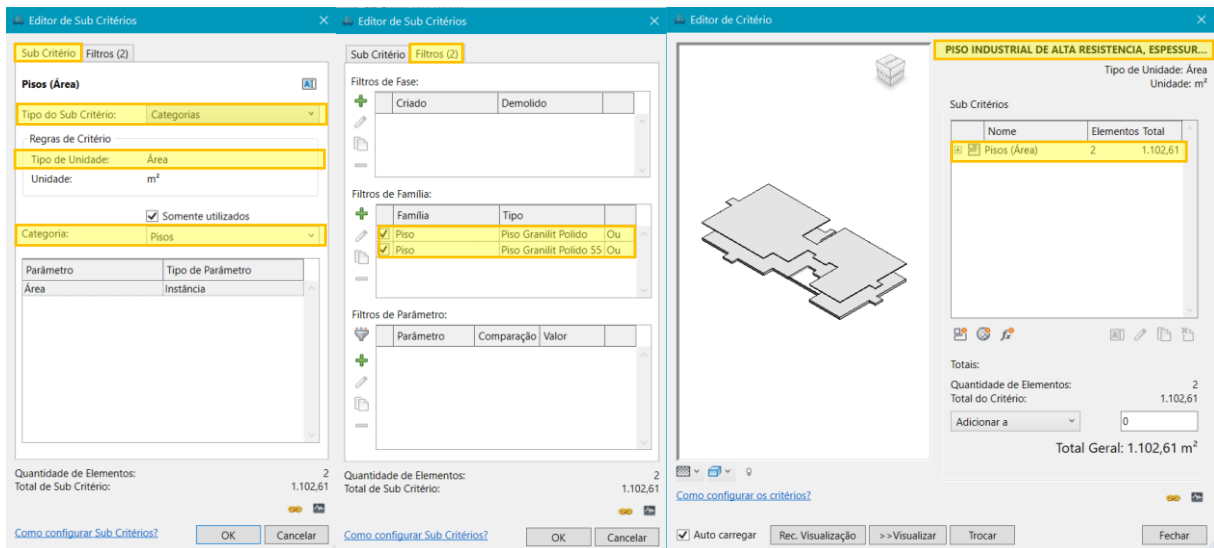 Editor de Sub Critérios
Sub Critério Filtros (2)
Pisos (Área)
Tipo do Sub Critério: Categorias
Regras de Critério
Tipo de Unidade: Área
Unidade: m²
Somente utilizados
Categoria: Pisos
Parâmetro Tipo de Parâmetro
Área Instância
Quantidade de Elementos: 2
Total de Sub Critério: 1.102,61
Como configurar Sub Critérios? OK Cancelar
Editor de Sub Critérios
Sub Critério Filtros (2)
Filtros de Fase:
Criado Demolido
Filtros de Família:
Família Tipo
Piso Piso Granilit Polido Ou
Piso Piso Granilit Polido 55 Ou
Filtros de Parâmetro:
Parâmetro Comparação Valor
Quantidade de Elementos: 2
Total de Sub Critério: 1.102,61
Como configurar Sub Critérios? OK Cancelar
Editor de Critério
PISO INDUSTRIAL DE ALTA RESISTENCIA, ESPESSUR...
Tipo de Unidade: Área
Unidade: m²
Sub Critérios
Nome Elementos Total
Pisos (Área) 2 1.102,61
Totais:
Quantidade de Elementos: 2
Total do Critério: 1.102,61
Adicionar a 0
Total Geral: 1.102,61 m²
Como configurar os critérios?
Auto carregar Rec. Visualização >>Visualizar Trocar Fechar